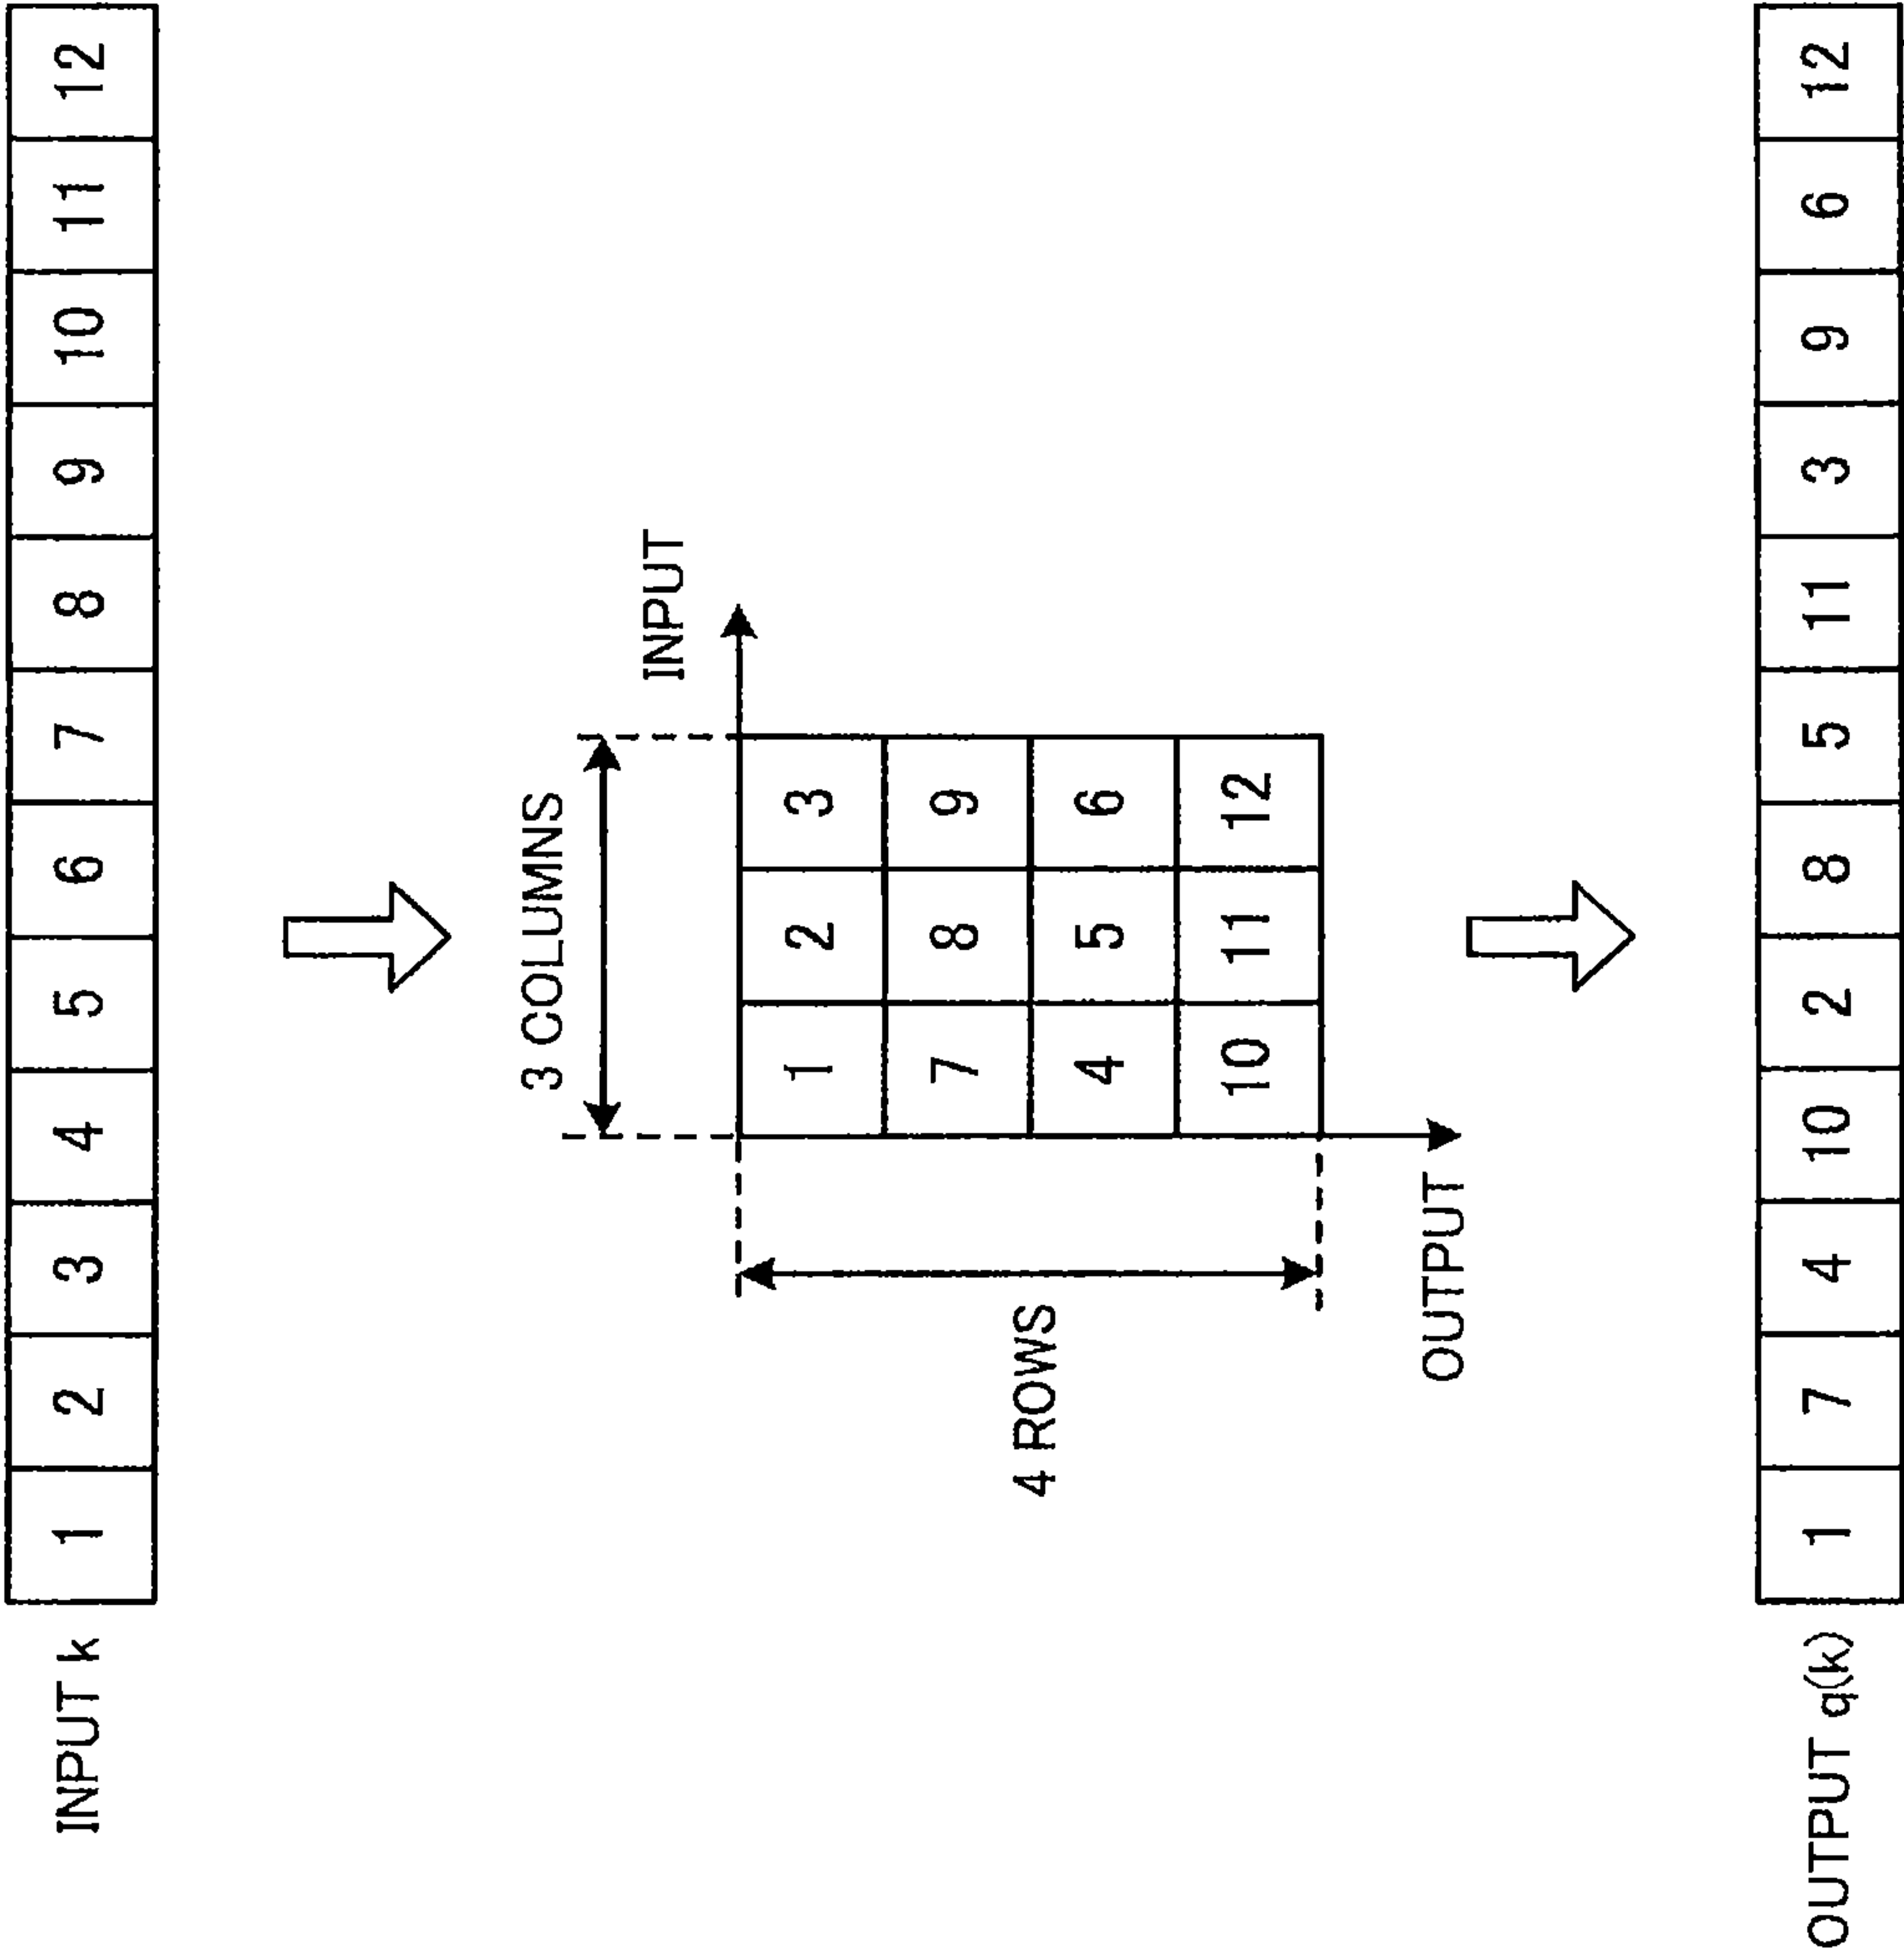 INPUT k
1 2 3 4 5 6 7 8 9 10 11 12
3 COLUMNS
INPUT
4 ROWS
1 2 3
7 8 9
4 5 6
10 11 12
OUTPUT
OUTPUT q(k)
1 7 4 10 2 8 5 11 3 9 6 12